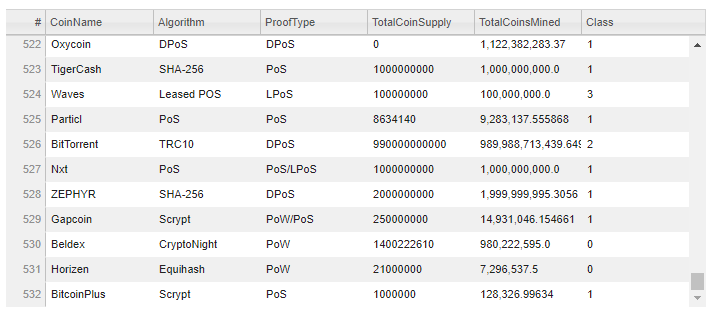 # CoinName Algorithm ProofType TotalCoinSupply TotalCoinsMined Class
522 Oxycoin DPoS DPoS 0 1,122,382,283.37 1
523 TigerCash SHA-256 PoS 1000000000 1,000,000,000.0 1
524 Waves Leased POS LPoS 100000000 100,000,000.0 3
525 Particl PoS PoS 8634140 9,283,137.555868 1
526 BitTorrent TRC10 DPoS 990000000000 989,988,713,439.649 2
527 Nxt PoS PoS/LPoS 1000000000 1,000,000,000.0 1
528 ZEPHYR SHA-256 DPoS 2000000000 1,999,999,995.3056 1
529 Gapcoin Scrypt PoW/PoS 250000000 14,931,046.154661 1
530 Beldex CryptoNight PoW 1400222610 980,222,595.0 0
531 Horizen Equihash PoW 21000000 7,296,537.5 0
532 BitcoinPlus Scrypt PoS 1000000 128,326.99634 1